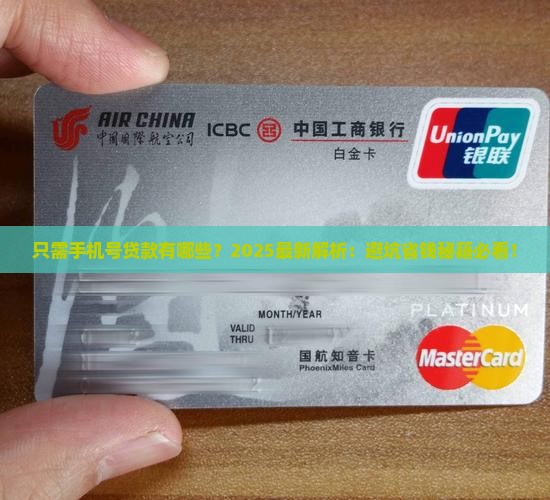 AIR CHINA
中国国际航空公司
ICBC 中国工商银行
白金卡
UnionPay
银联
只需手机号贷款有哪些？2025最新解析：避坑省钱秘籍必看！
PLATINUM
MONTH/YEAR
VALID
THRU
国航知音卡
PhoenixMiles Card
MasterCard